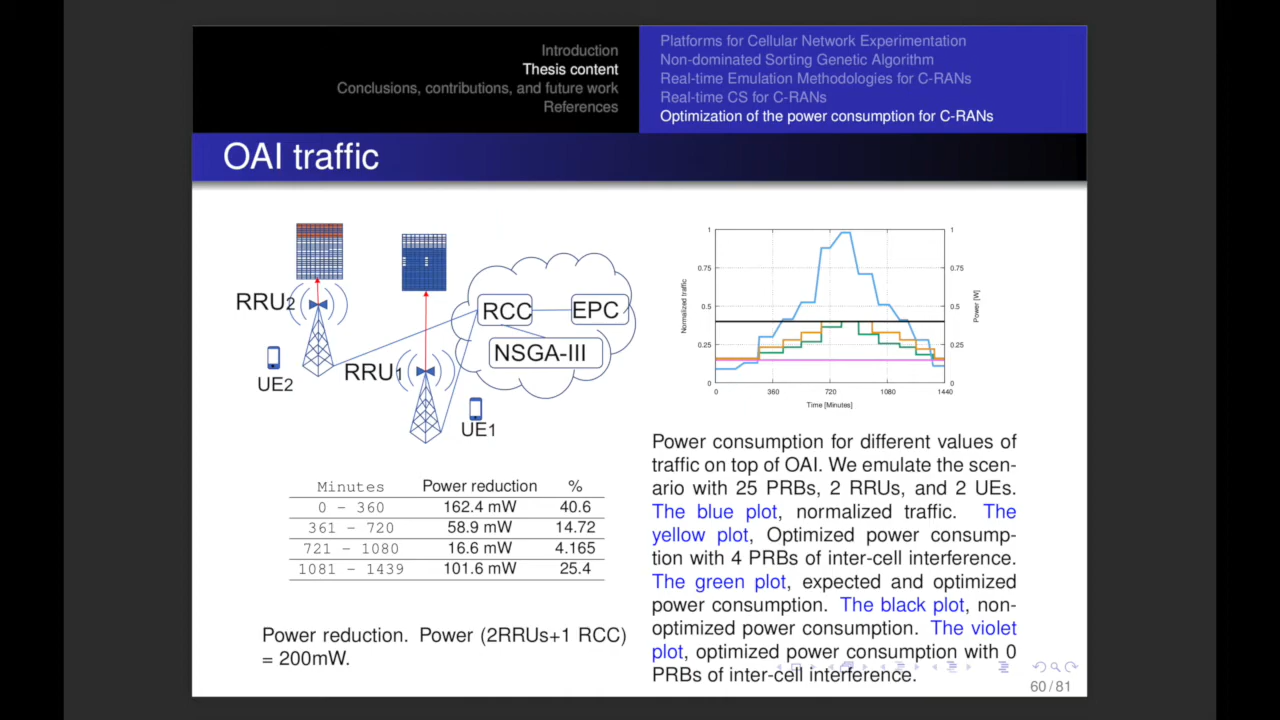 Introduction
Thesis content
Conclusions, contributions, and future work
References
Platforms for Cellular Network Experimentation
Non-dominated Sorting Genetic Algorithm
Real-time Emulation Methodologies for C-RANs
Real-time CS for C-RANs
Optimization of the power consumption for C-RANs
OAI traffic
RRU2
UE2
RRU1
UE1
RCC
EPC
NSGA-III
1
0.75
0.5
0.25
0
Normalized traffic
1
0.75
0.5
0.25
0
Power [W]
0 360 720 1080 1440
Time [Minutes]
Minutes Power reduction %
0 – 360 162.4 mW 40.6
361 – 720 58.9 mW 14.72
721 – 1080 16.6 mW 4.165
1081 – 1439 101.6 mW 25.4
Power reduction. Power (2RRUs+1 RCC)
= 200mW.
Power consumption for different values of
traffic on top of OAI. We emulate the scen-
ario with 25 PRBs, 2 RRUs, and 2 UEs.
The blue plot, normalized traffic. The
yellow plot, Optimized power consump-
tion with 4 PRBs of inter-cell interference.
The green plot, expected and optimized
power consumption. The black plot, non-
optimized power consumption. The violet
plot, optimized power consumption with 0
PRBs of inter-cell interference.
60 / 81